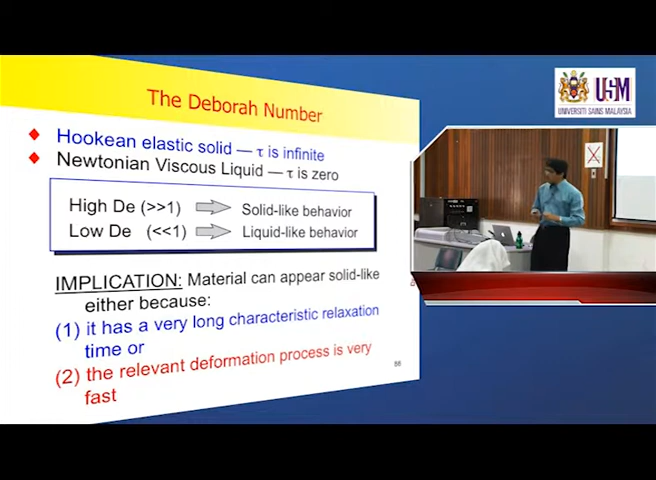 The Deborah Number
Hookean elastic solid — τ is infinite
Newtonian Viscous Liquid — τ is zero
High De (>>1) Solid-like behavior
Low De (<<1) Liquid-like behavior
IMPLICATION: Material can appear solid-like
either because:
(1) it has a very long characteristic relaxation
time or
(2) the relevant deformation process is very
fast
USM
UNIVERSITI SAINS MALAYSIA